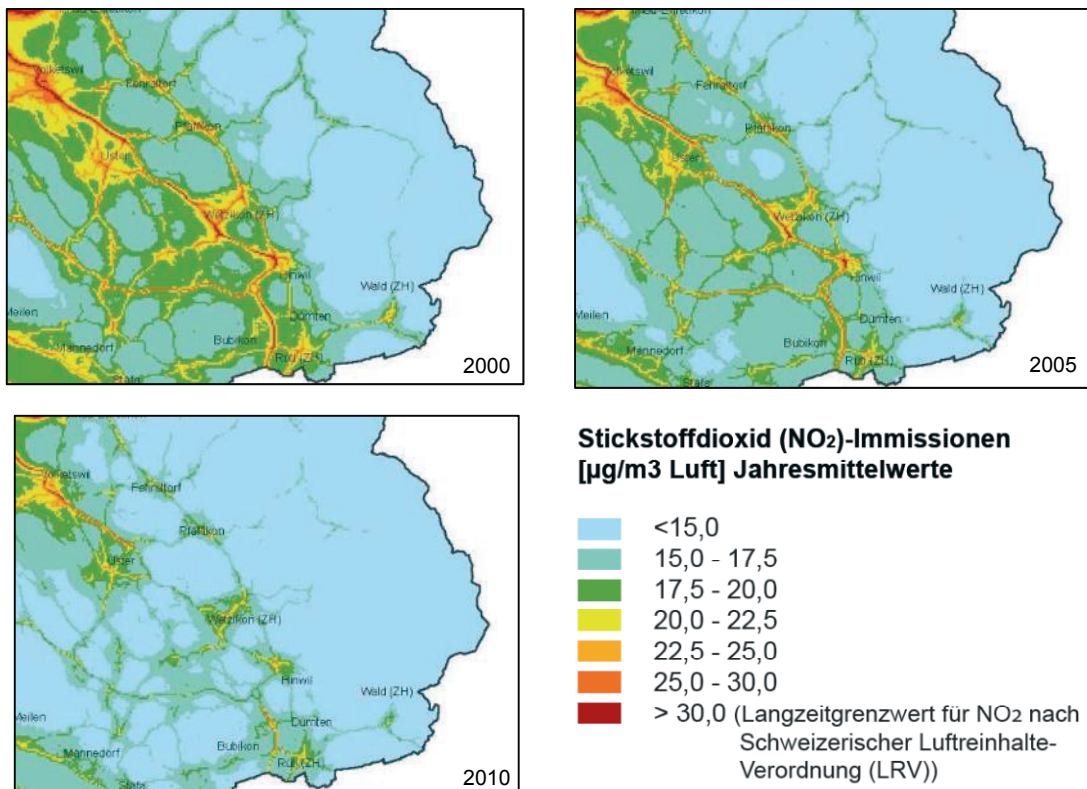 Volketswil
Fehraltorf
Pfäffikon
Uster
Wetzikon (ZH)
Hinwil
Wald (ZH)
Meilen
Dürnten
Bubikon
Männedorf
Rüti (ZH)
Stäfa
2000
Volketswil
Fehraltorf
Pfäffikon
Uster
Wetzikon (ZH)
Hinwil
Wald (ZH)
Meilen
Dürnten
Bubikon
Männedorf
Rüti (ZH)
Stäfa
2005
Volketswil
Fehraltorf
Pfäffikon
Uster
Wetzikon (ZH)
Hinwil
Wald (ZH)
Meilen
Dürnten
Bubikon
Männedorf
Rüti (ZH)
Stäfa
2010
Stickstoffdioxid (NO₂)-Immissionen
[µg/m3 Luft] Jahresmittelwerte
<15,0
15,0 - 17,5
17,5 - 20,0
20,0 - 22,5
22,5 - 25,0
25,0 - 30,0
> 30,0 (Langzeitgrenzwert für NO₂ nach
Schweizerischer Luftreinhalte-
Verordnung (LRV))